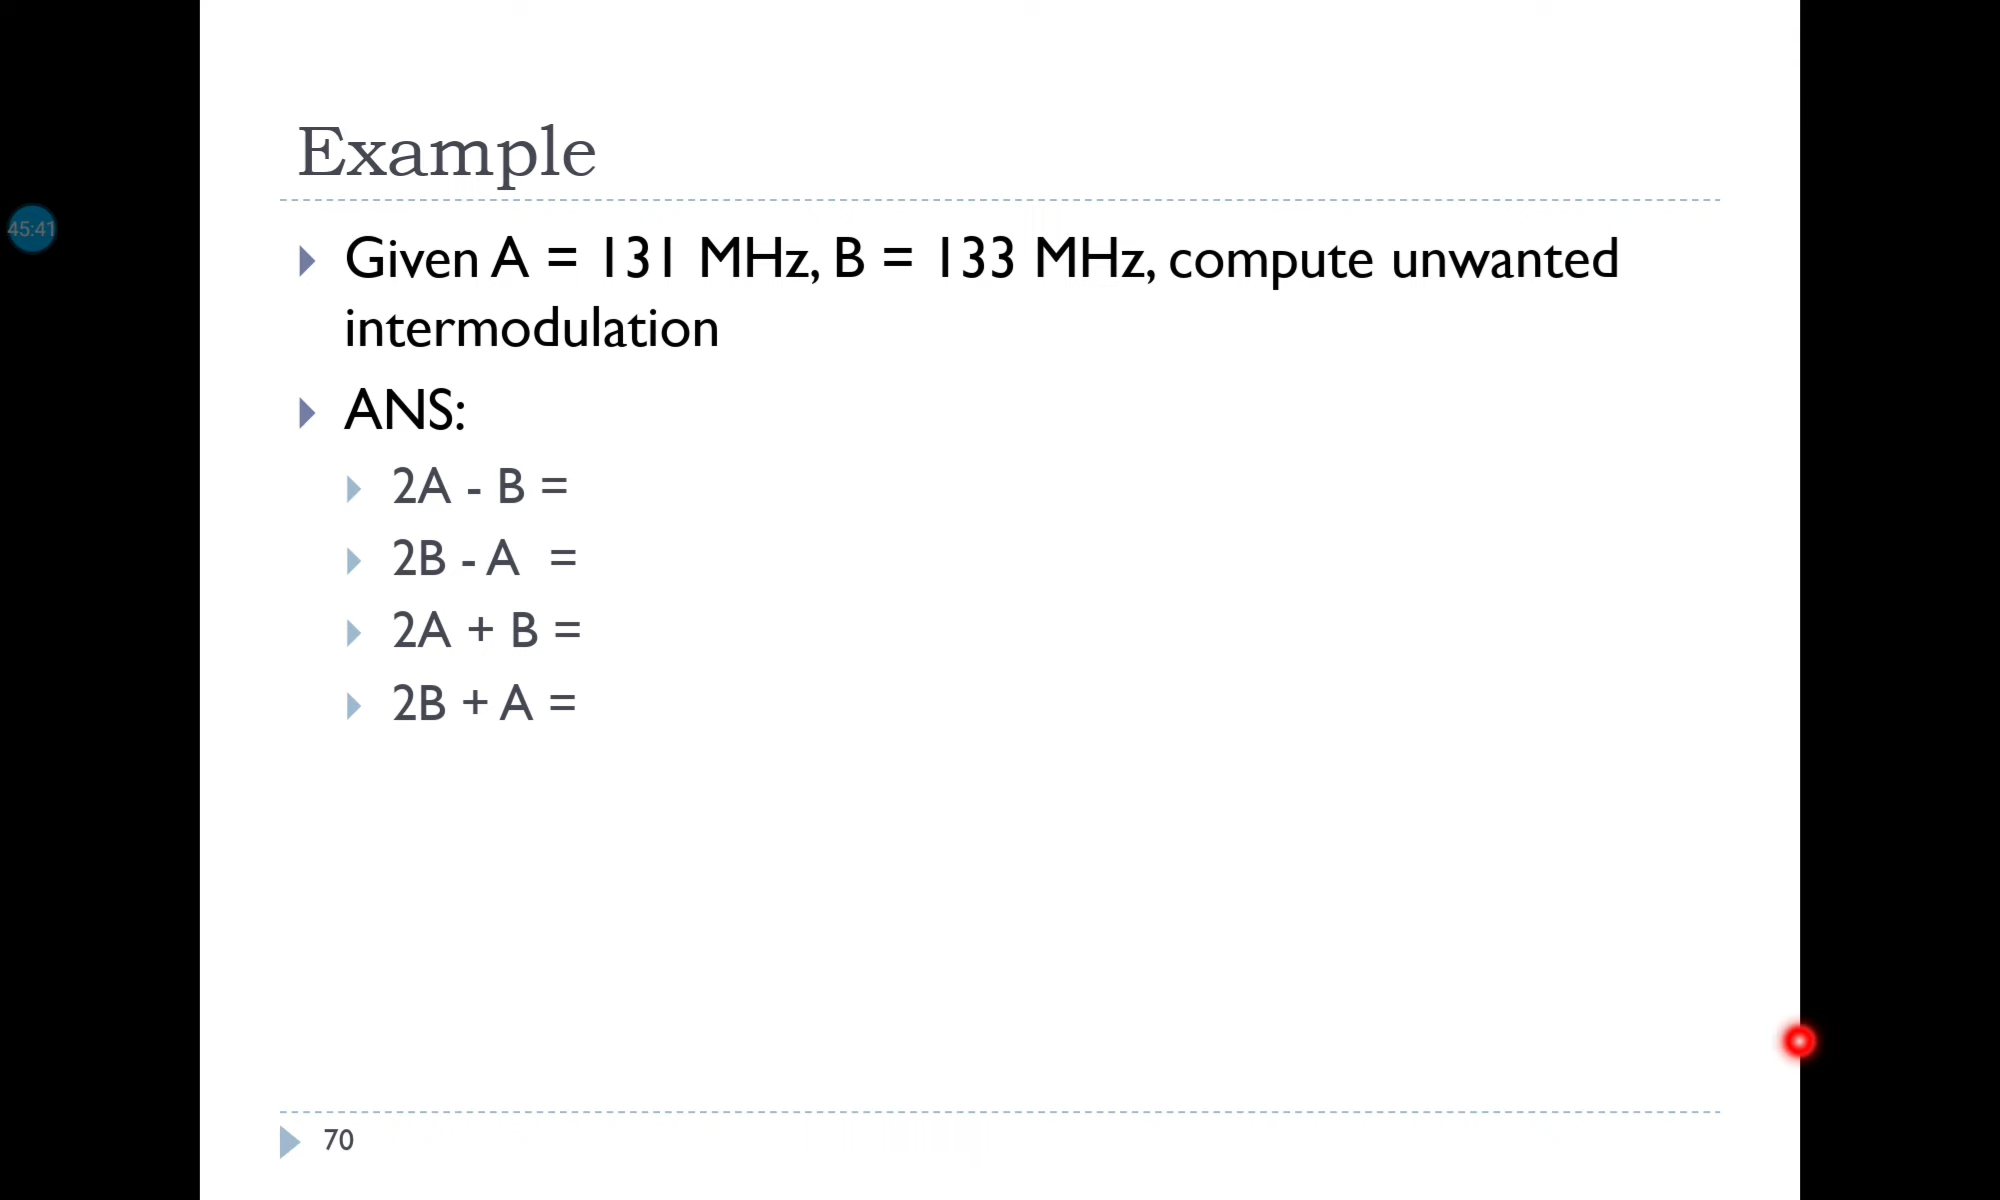 Example
45:41
Given A = 131 MHz, B = 133 MHz, compute unwanted
intermodulation
ANS:
2A - B =
2B - A =
2A + B =
2B + A =
70